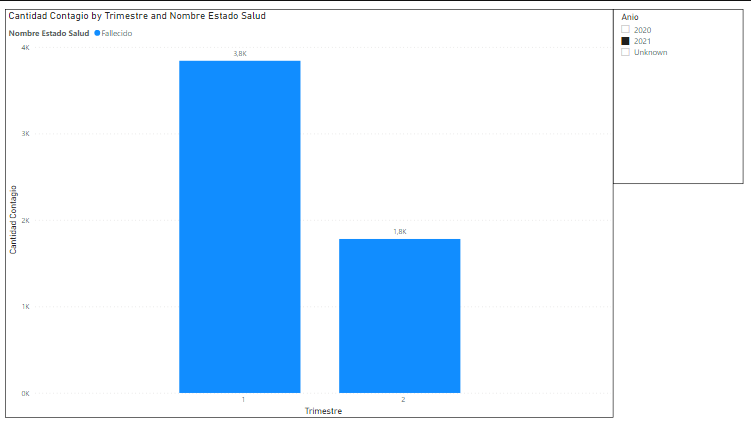 Cantidad Contagio by Trimestre and Nombre Estado Salud
Nombre Estado Salud Fallecido
4K
3K
2K
1K
0K
Cantidad Contagio
3,8K
1,8K
1
2
Trimestre
Anio
2020
2021
Unknown